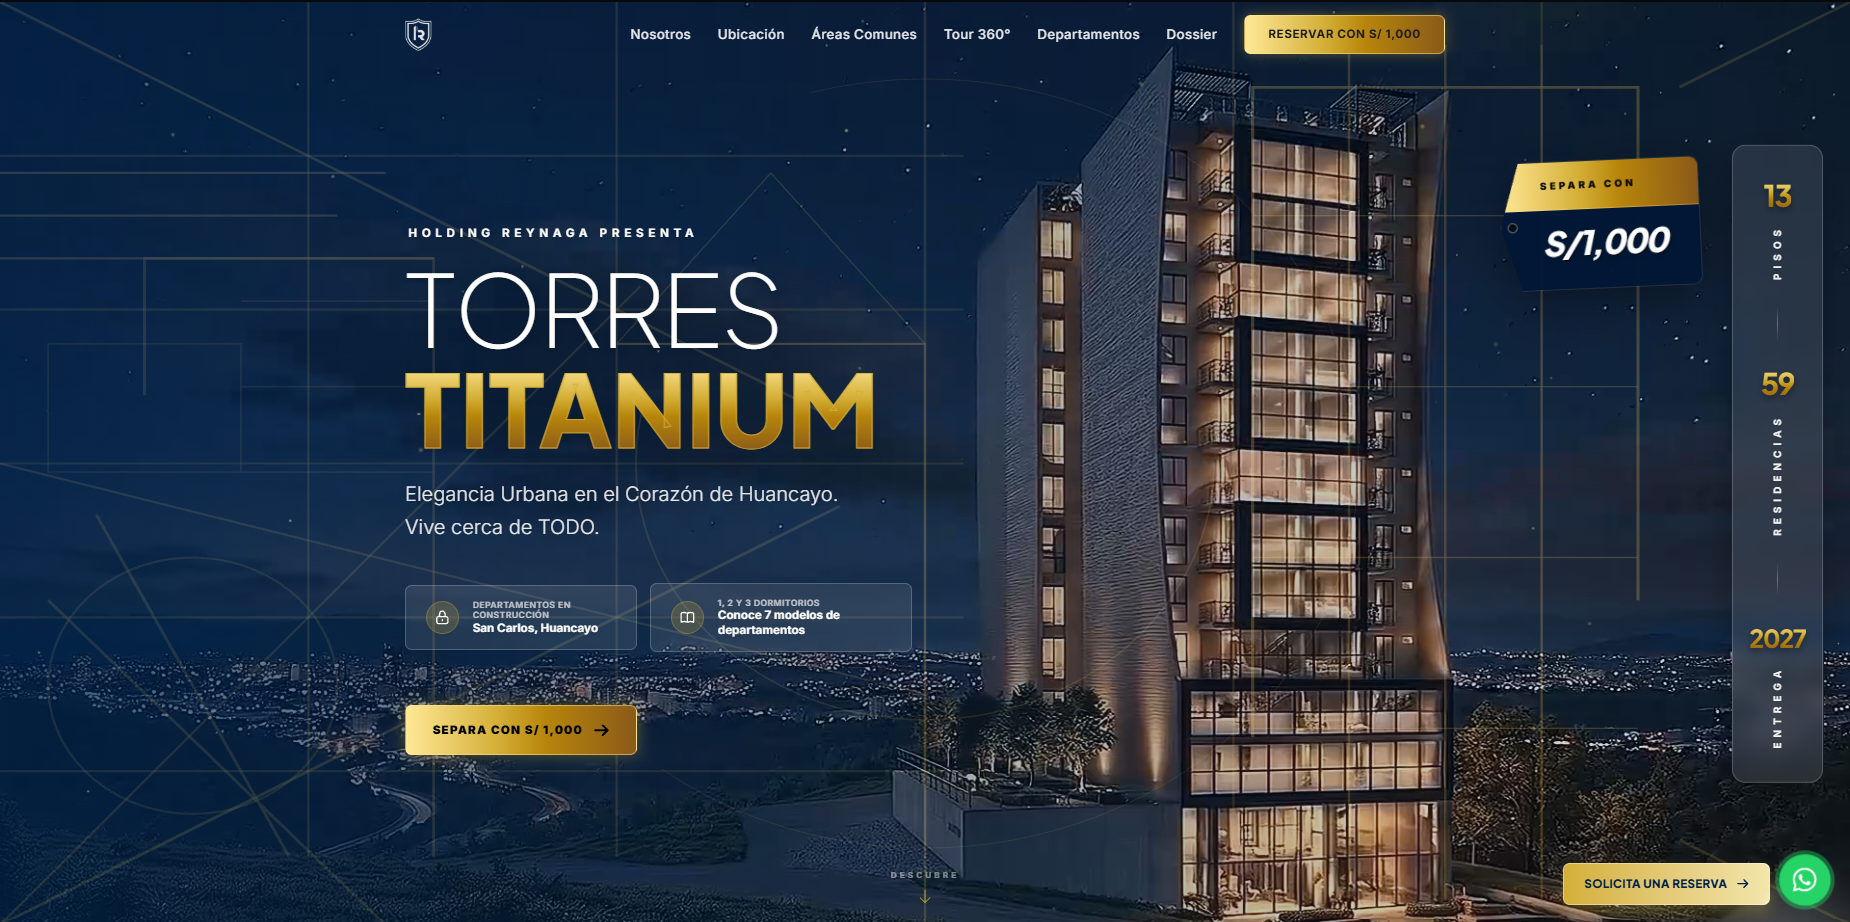 Nosotros
Ubicación
Áreas Comunes
Tour 360°
Departamentos
Dossier
RESERVAR CON S/ 1,000
HOLDING REYNAGA PRESENTA
TORRES
TITANIUM
Elegancia Urbana en el Corazón de Huancayo.
Vive cerca de TODO.
DEPARTAMENTOS EN
CONSTRUCCIÓN
San Carlos, Huancayo
1, 2 Y 3 DORMITORIOS
Conoce 7 modelos de
departamentos
SEPARA CON S/ 1,000
SEPARA CON
S/1,000
13
PISOS
59
RESIDENCIAS
2027
ENTREGA
DESCUBRE
SOLICITA UNA RESERVA